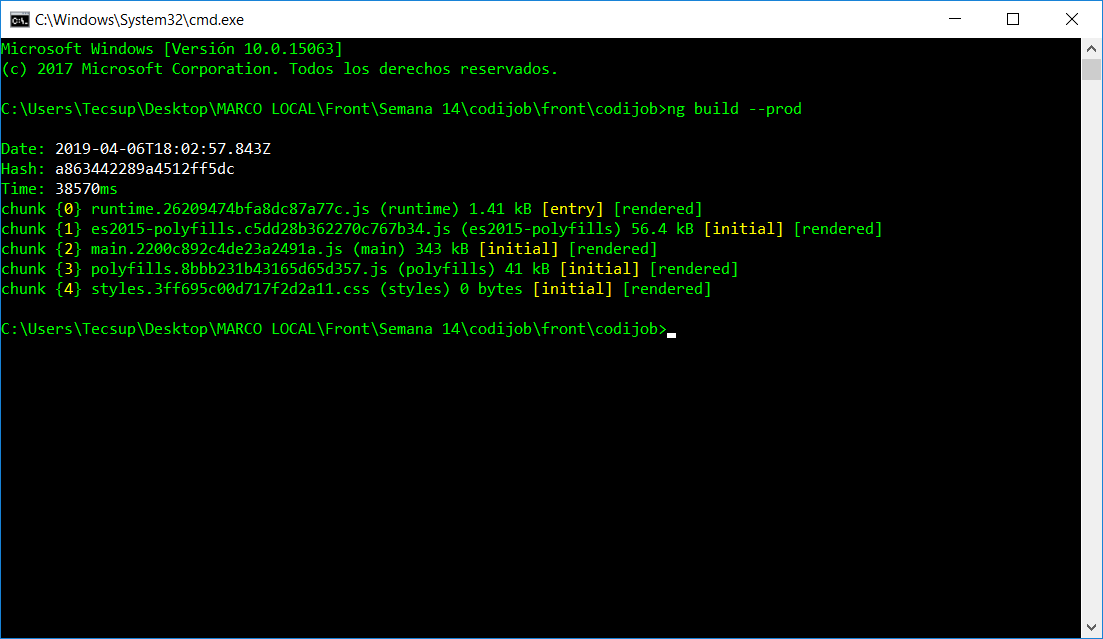 C:\Windows\System32\cmd.exe
Microsoft Windows [Versión 10.0.15063]
(c) 2017 Microsoft Corporation. Todos los derechos reservados.
C:\Users\Tecsup\Desktop\MARCO LOCAL\Front\Semana 14\codijob\front\codijob>ng build --prod
Date: 2019-04-06T18:02:57.843Z
Hash: a863442289a4512ff5dc
Time: 38570ms
chunk {0} runtime.26209474bfa8dc87a77c.js (runtime) 1.41 kB [entry] [rendered]
chunk {1} es2015-polyfills.c5dd28b362270c767b34.js (es2015-polyfills) 56.4 kB [initial] [rendered]
chunk {2} main.2200c892c4de23a2491a.js (main) 343 kB [initial] [rendered]
chunk {3} polyfills.8bbb231b43165d65d357.js (polyfills) 41 kB [initial] [rendered]
chunk {4} styles.3ff695c00d717f2d2a11.css (styles) 0 bytes [initial] [rendered]
C:\Users\Tecsup\Desktop\MARCO LOCAL\Front\Semana 14\codijob\front\codijob>